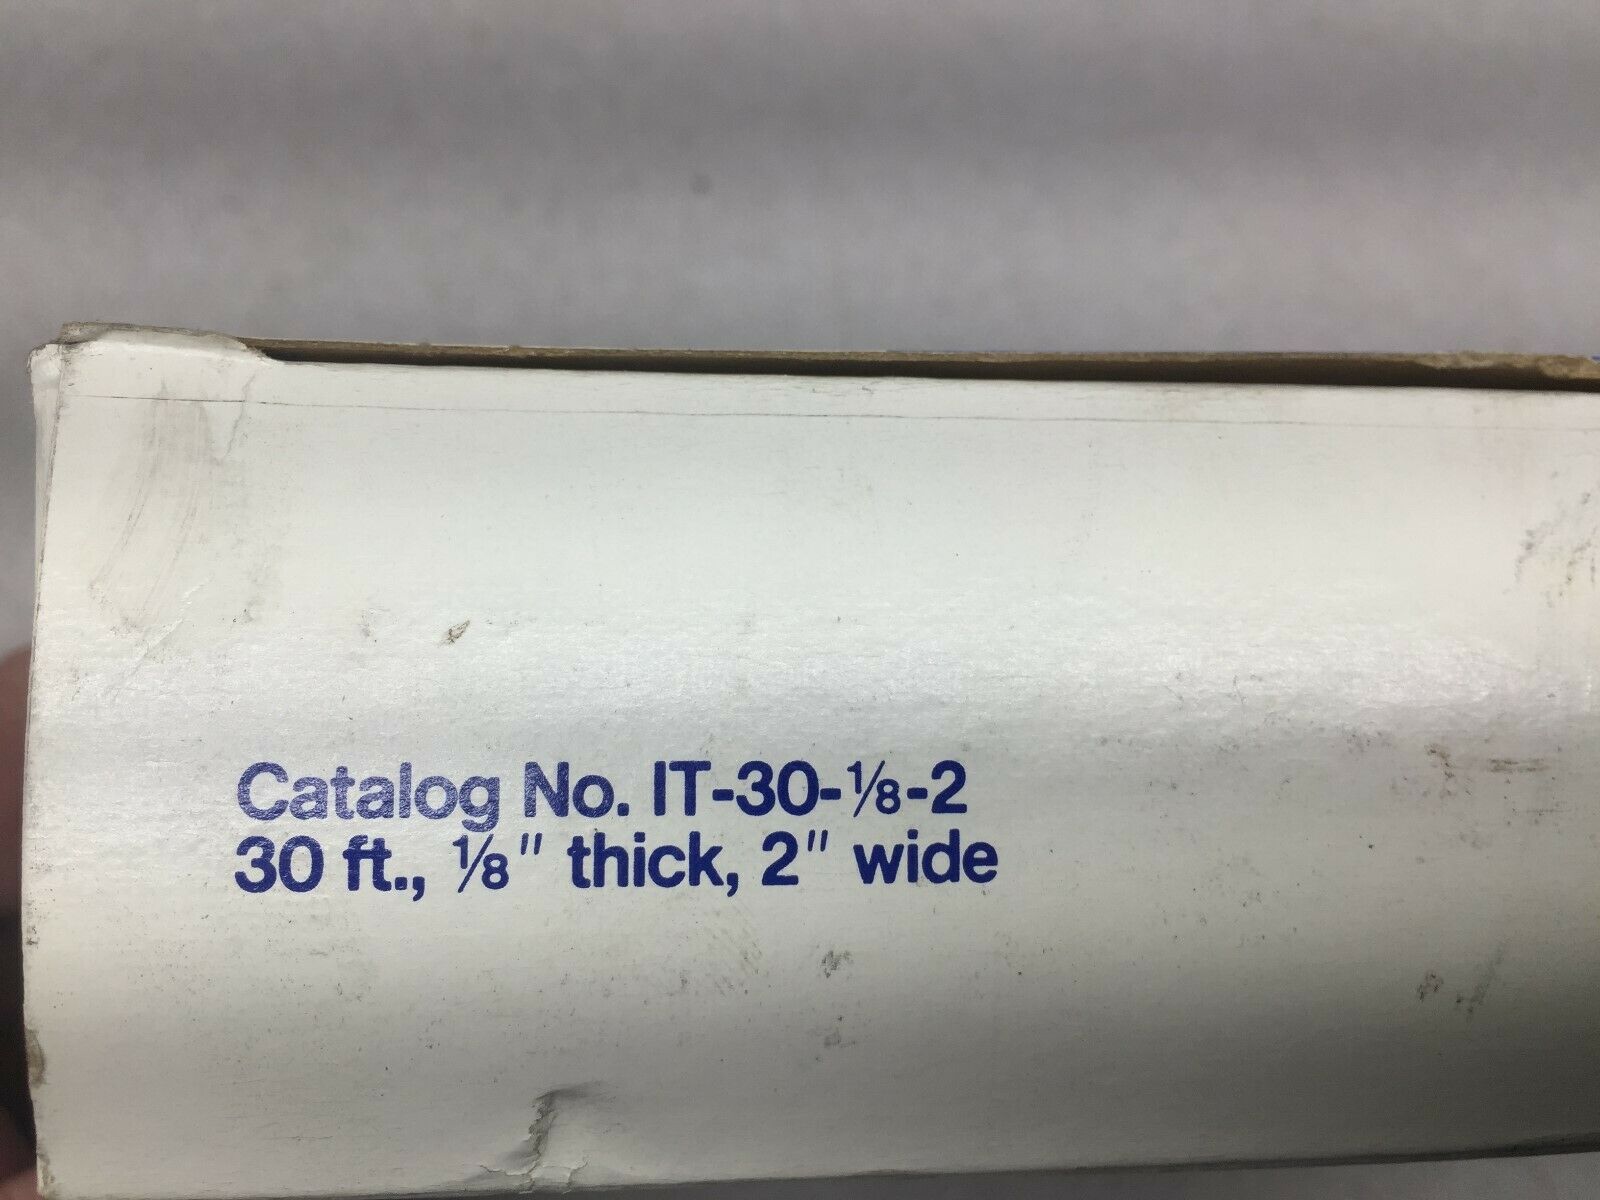 Catalog No. IT-30-⅛-2
30 ft., ⅛" thick, 2" wide